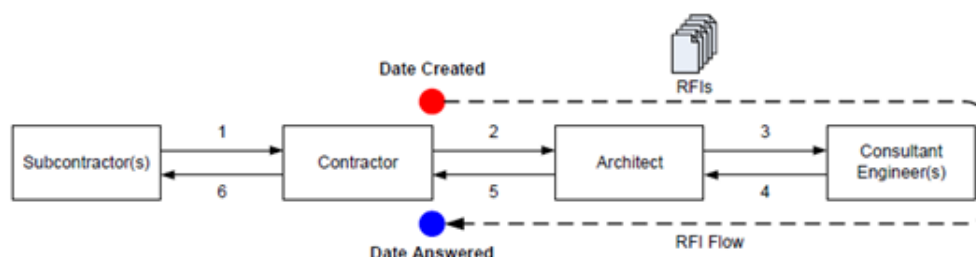 Date Created
RFIs
1
2
3
Subcontractor(s)
Contractor
Architect
Consultant
Engineer(s)
6
5
4
RFI Flow
Date Answered